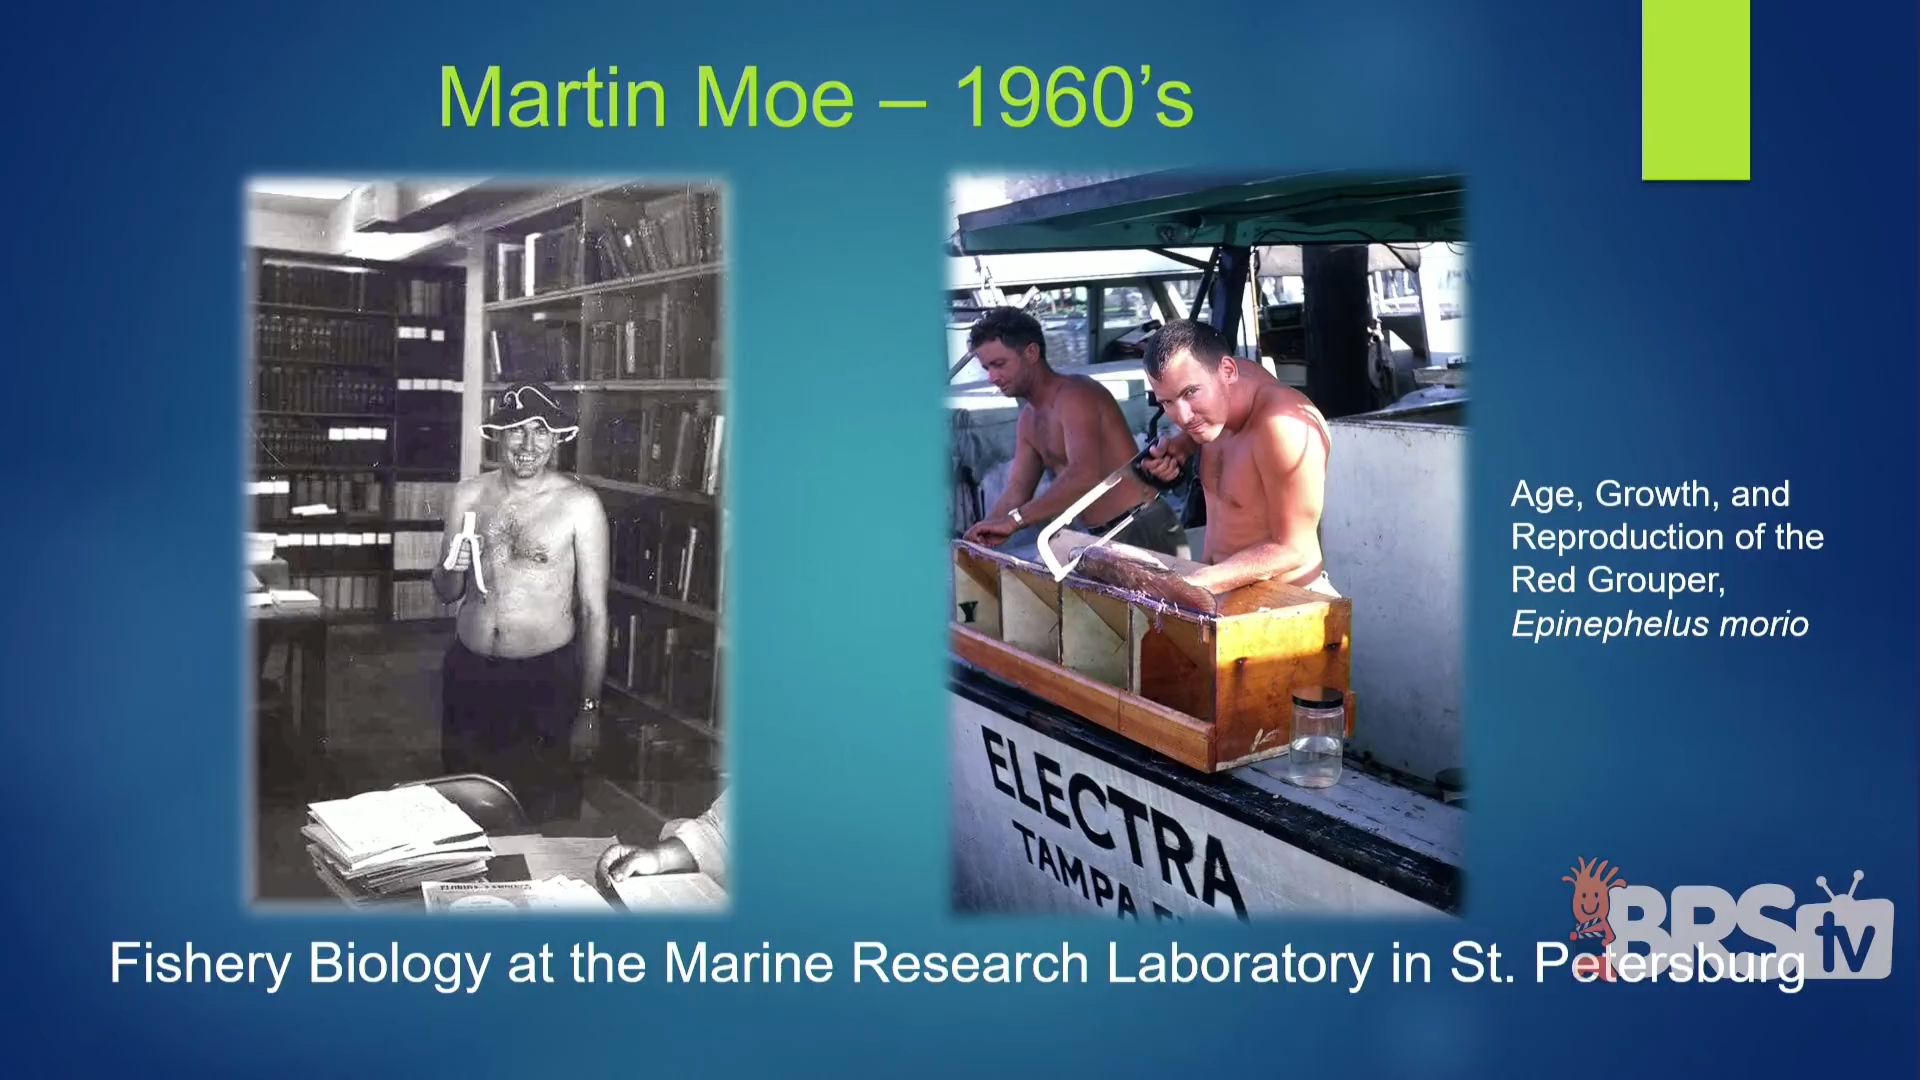 Martin Moe – 1960’s
Age, Growth, and
Reproduction of the
Red Grouper,
Epinephelus morio
ELECTRA
TAMPA
Fishery Biology at the Marine Research Laboratory in St. Petersburg
BRS tv